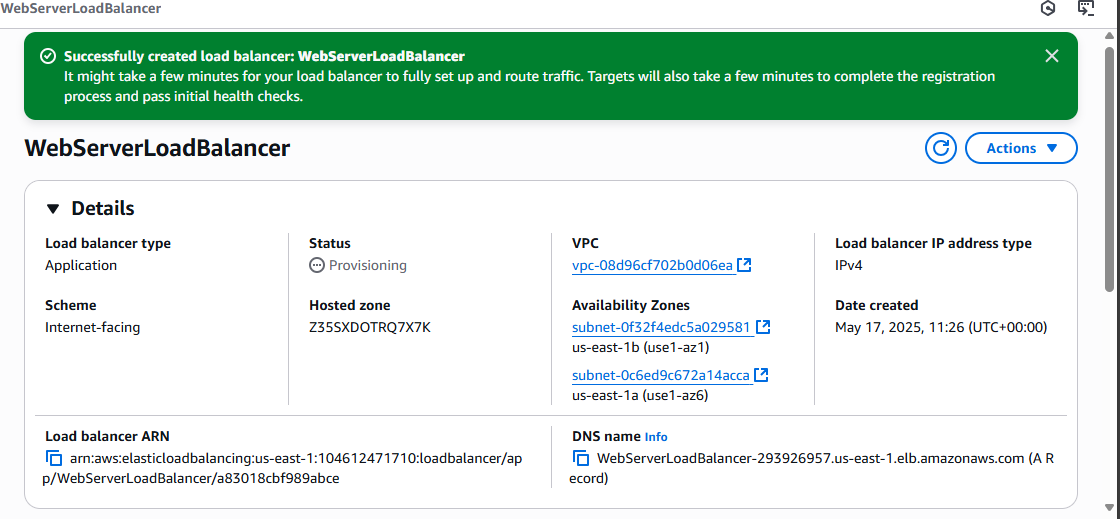 WebServerLoadBalancer
Successfully created load balancer: WebServerLoadBalancer
It might take a few minutes for your load balancer to fully set up and route traffic. Targets will also take a few minutes to complete the registration
process and pass initial health checks.
WebServerLoadBalancer
Actions
Details
Load balancer type
Application
Status
Provisioning
VPC
vpc-08d96cf702b0d06ea
Load balancer IP address type
IPv4
Scheme
Internet-facing
Hosted zone
Z35SXDOTRQ7X7K
Availability Zones
subnet-0f32f4edc5a029581
us-east-1b (use1-az1)
subnet-0c6ed9c672a14acca
us-east-1a (use1-az6)
Date created
May 17, 2025, 11:26 (UTC+00:00)
Load balancer ARN
arn:aws:elasticloadbalancing:us-east-1:104612471710:loadbalancer/ap
p/WebServerLoadBalancer/a83018cbf989abce
DNS name Info
WebServerLoadBalancer-293926957.us-east-1.elb.amazonaws.com (A R
ecord)